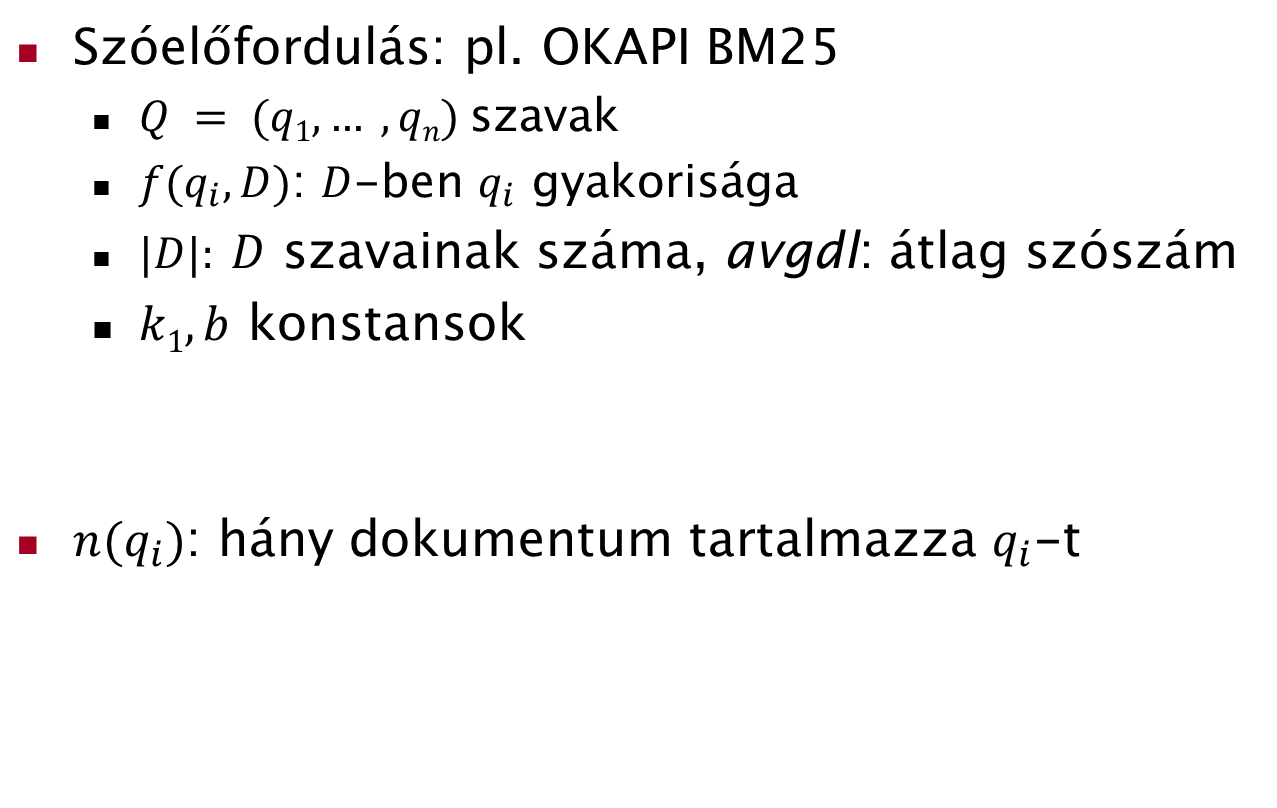 ▪ Szóelőfordulás: pl. OKAPI BM25
▪ Q = (q₁, … , qₙ) szavak
▪ f(qᵢ, D): D-ben qᵢ gyakorisága
▪ |D|: D szavainak száma, avgdl: átlag szószám
▪ k₁, b konstansok
▪ n(qᵢ): hány dokumentum tartalmazza qᵢ-t